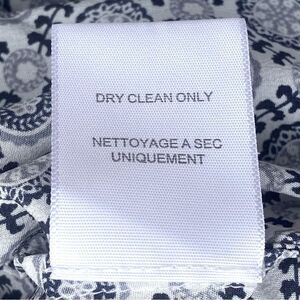 DRY CLEAN ONLY
NETTOYAGE A SEC
UNIQUEMENT